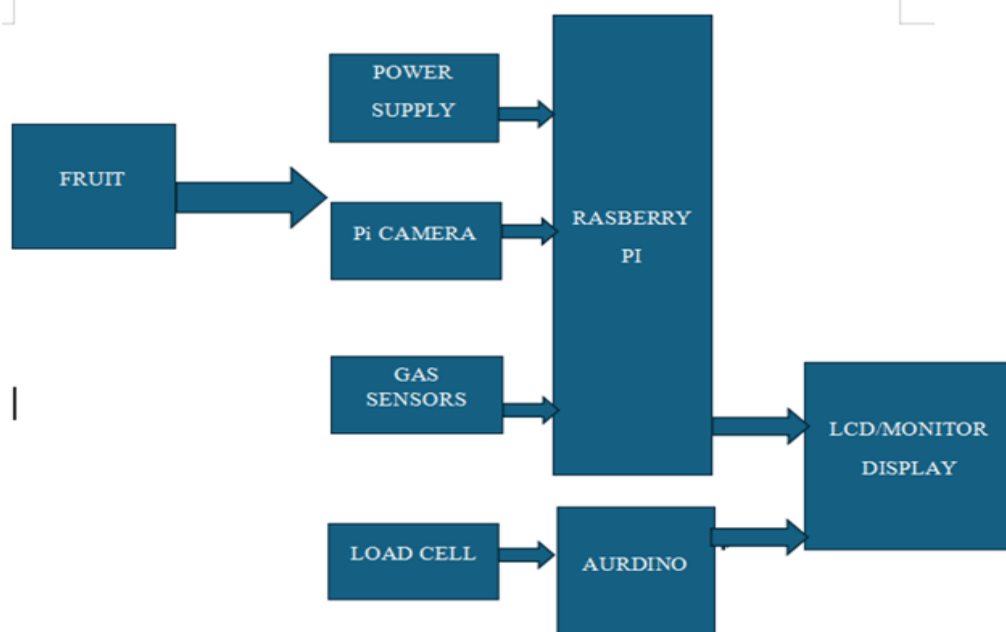 POWER
SUPPLY
FRUIT
Pi CAMERA
RASBERRY
PI
GAS
SENSORS
LCD/MONITOR
DISPLAY
LOAD CELL
AURDINO